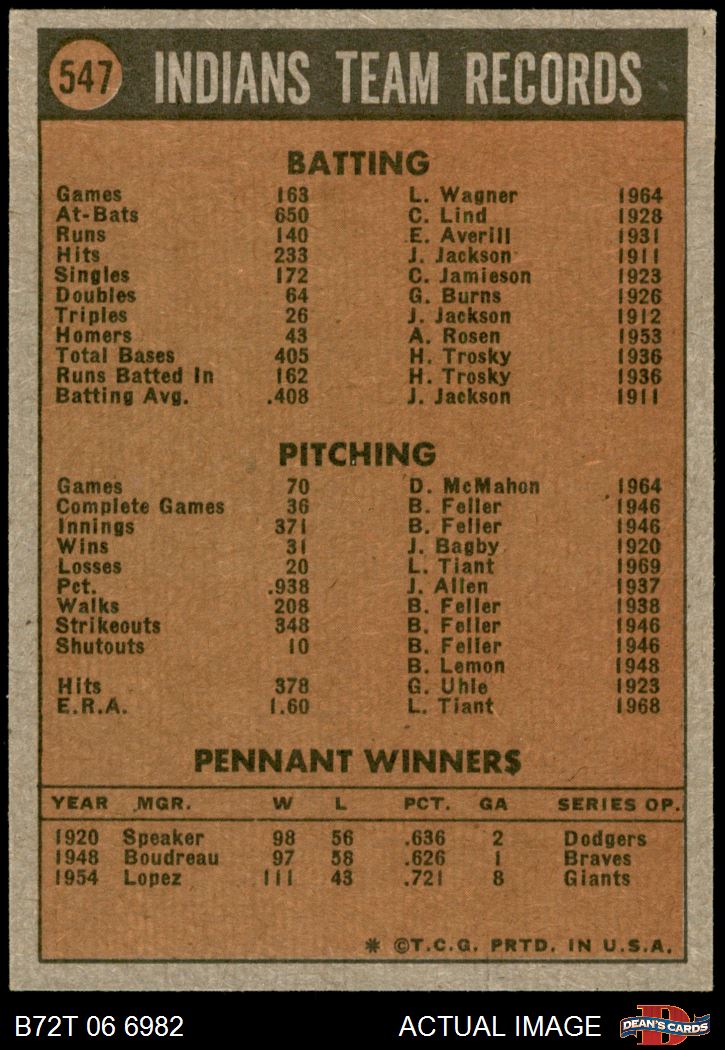 547 INDIANS TEAM RECORDS
BATTING
Games 163 L. Wagner 1964
At-Bats 650 C. Lind 1928
Runs 140 E. Averill 1931
Hits 233 J. Jackson 1911
Singles 172 C. Jamieson 1923
Doubles 64 G. Burns 1926
Triples 26 J. Jackson 1912
Homers 43 A. Rosen 1953
Total Bases 405 H. Trosky 1936
Runs Batted In 162 H. Trosky 1936
Batting Avg. .408 J. Jackson 1911
PITCHING
Games 70 D. McMahon 1964
Complete Games 36 B. Feller 1946
Innings 371 B. Feller 1946
Wins 31 J. Bagby 1920
Losses 20 L. Tiant 1969
Pct. .938 J. Allen 1937
Walks 208 B. Feller 1938
Strikeouts 348 B. Feller 1946
Shutouts 10 B. Feller 1946
B. Lemon 1948
Hits 378 G. Uhle 1923
E.R.A. 1.60 L. Tiant 1968
PENNANT WINNERS
YEAR MGR. W L PCT. GA SERIES OP.
1920 Speaker 98 56 .636 2 Dodgers
1948 Boudreau 97 58 .626 1 Braves
1954 Lopez 111 43 .721 8 Giants
* ©T.C.G. PRTD. IN U.S.A.
B72T 06 6982 ACTUAL IMAGE D DEAN'S CARDS